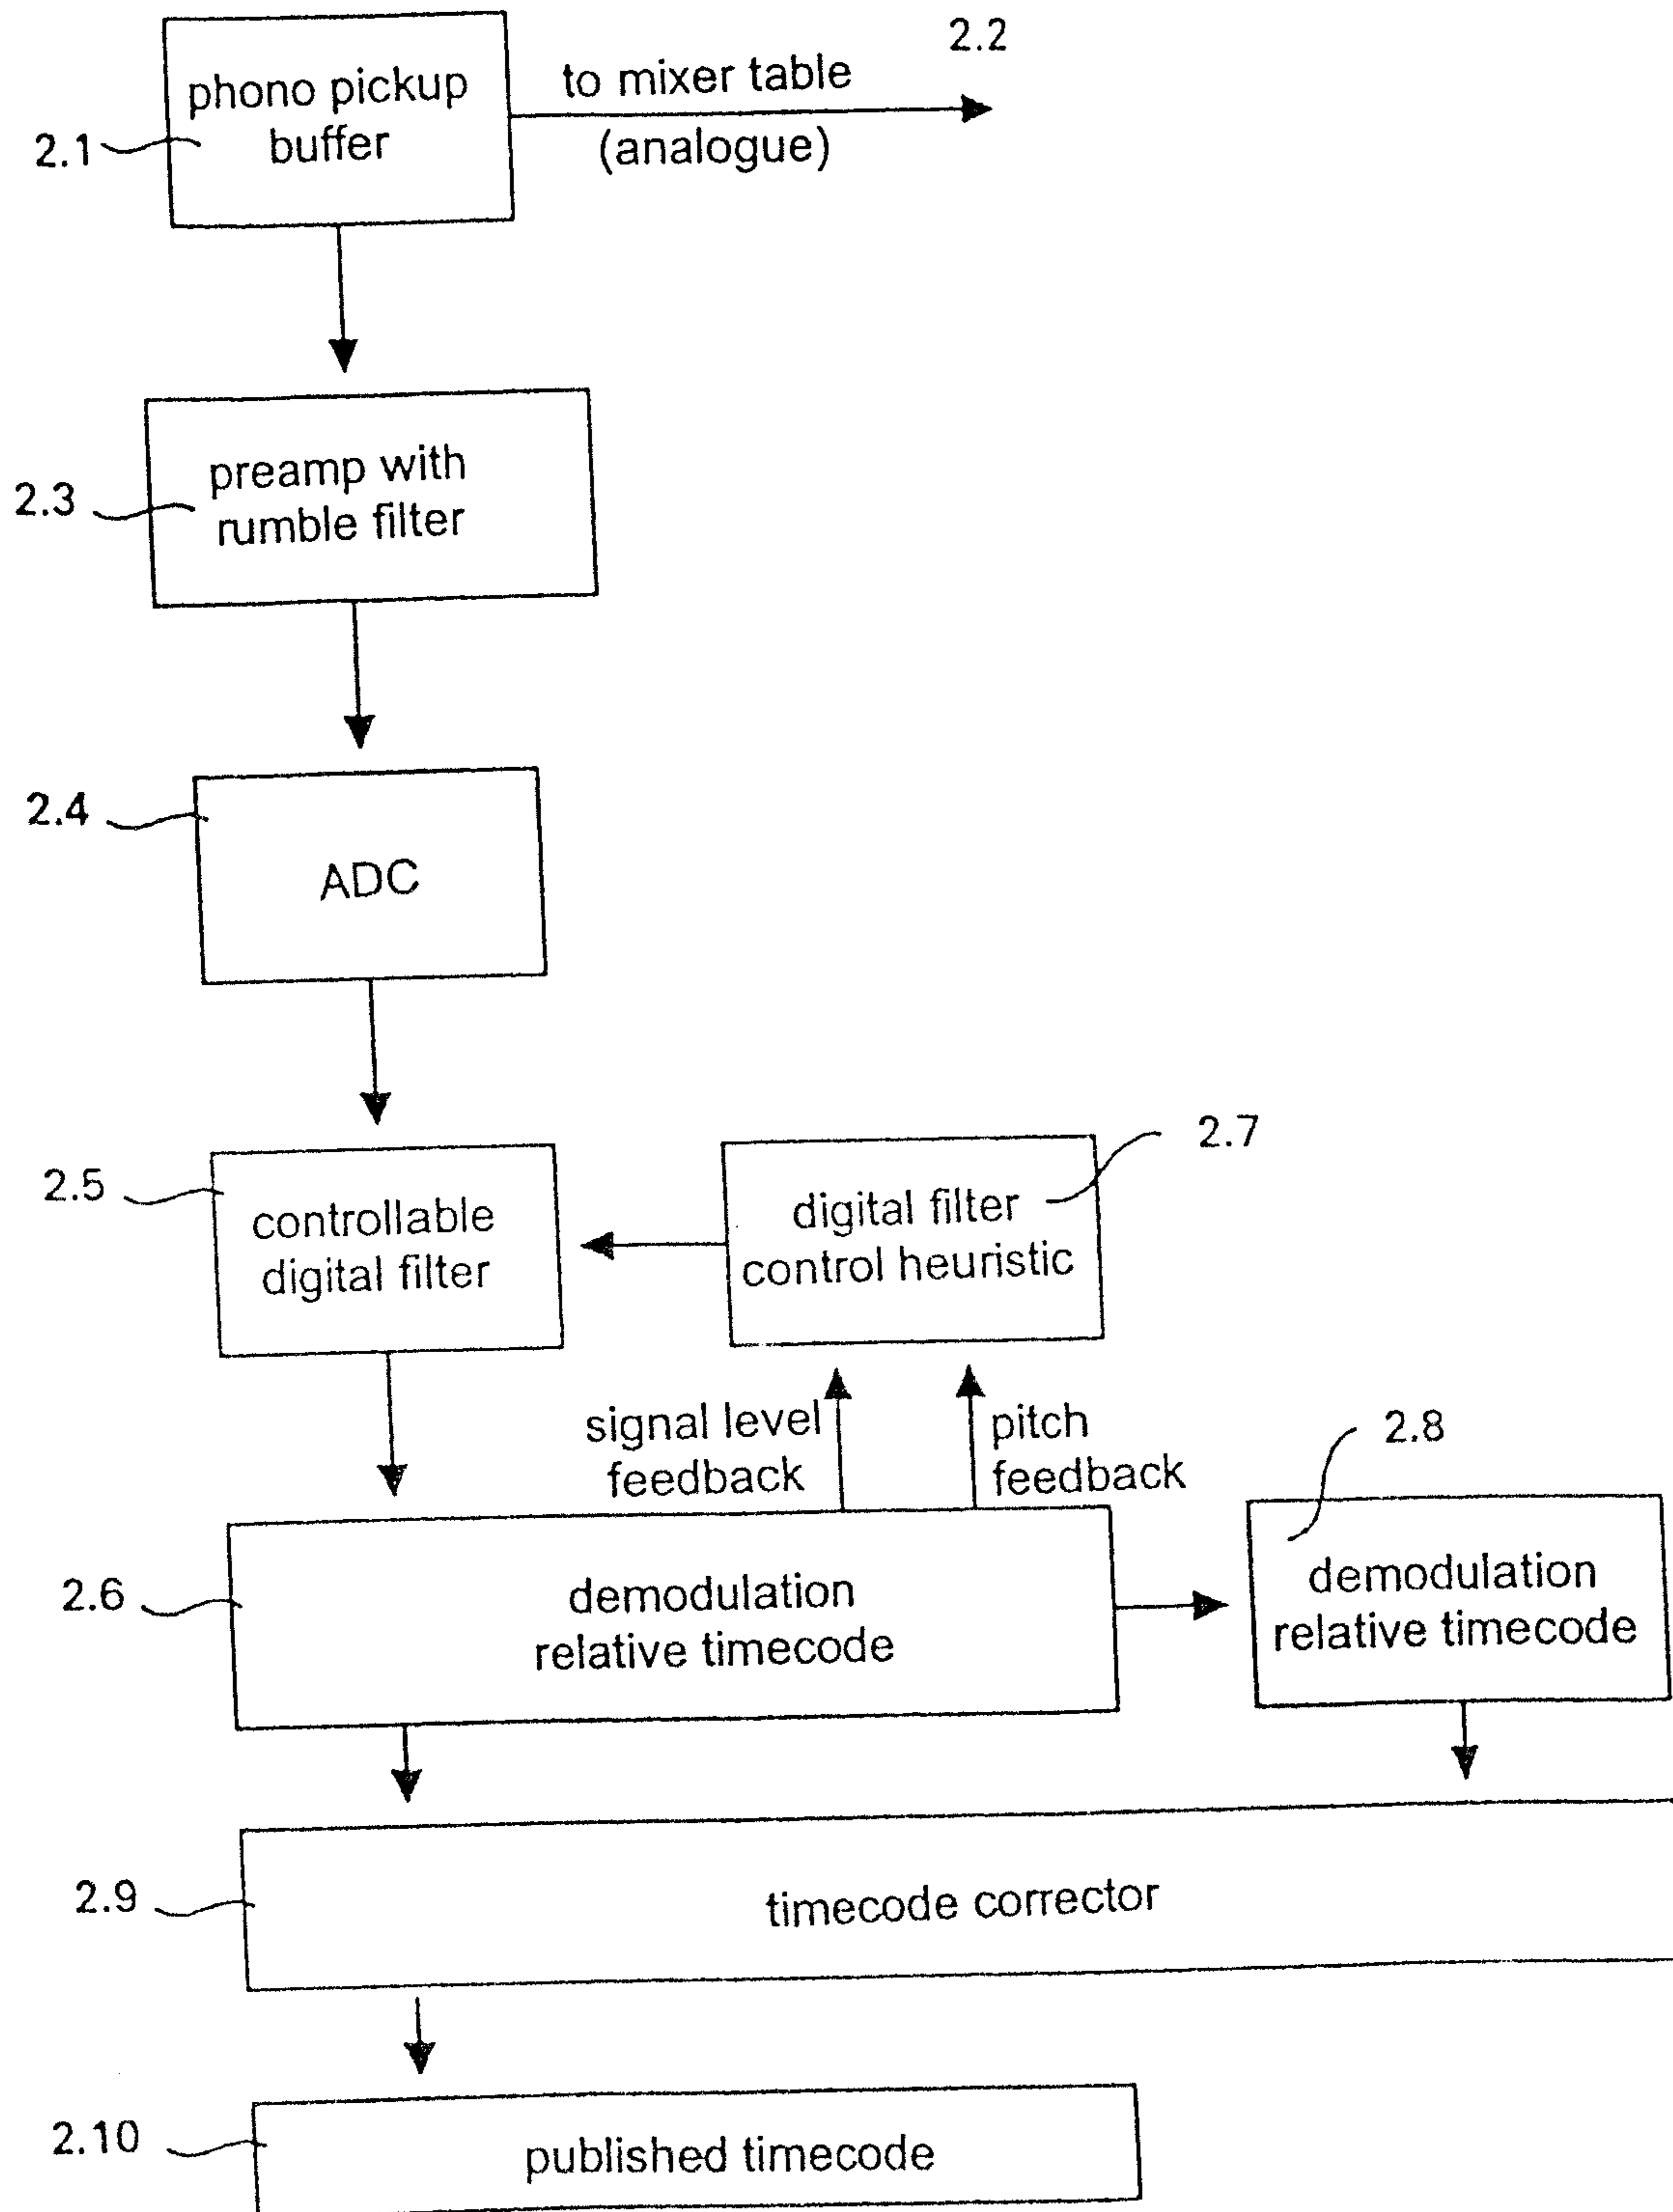 2.2
phono pickup
buffer
to mixer table
(analogue)
2.1
preamp with
rumble filter
2.3
2.4
ADC
2.5
controllable
digital filter
2.7
digital filter
control heuristic
signal level
feedback
pitch
feedback
2.8
2.6
demodulation
relative timecode
demodulation
relative timecode
2.9
timecode corrector
2.10
published timecode